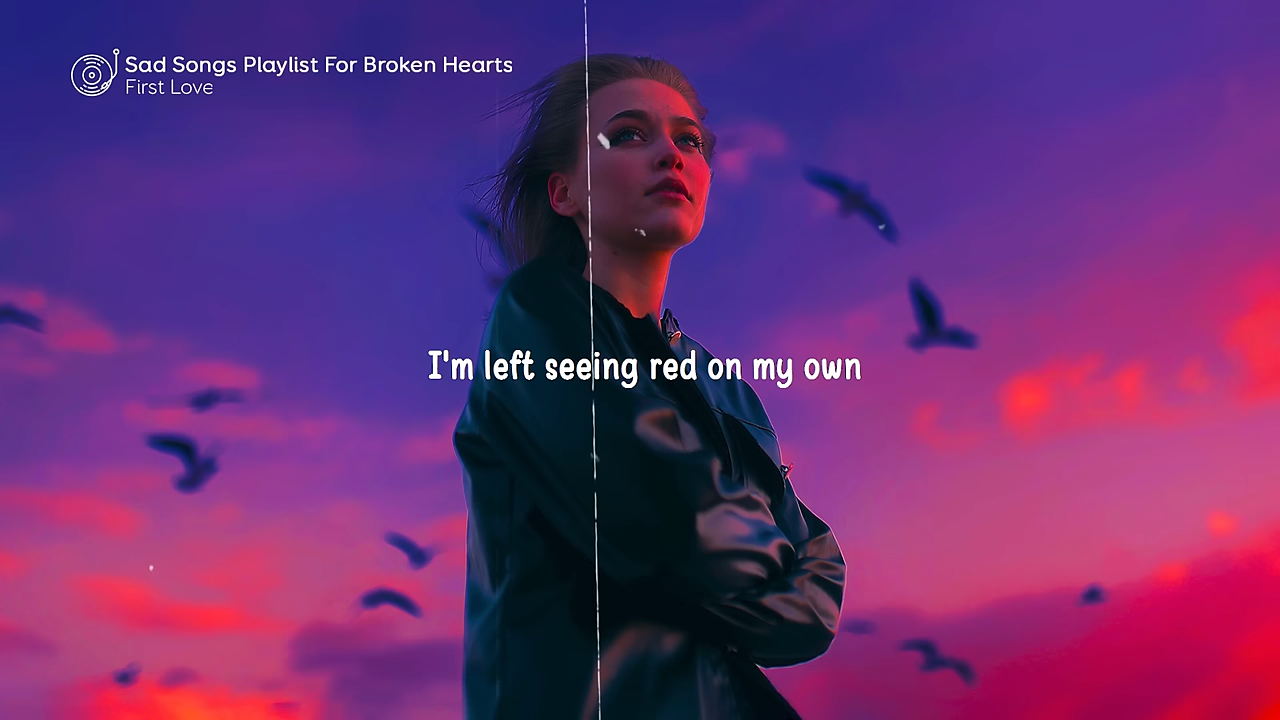 Sad Songs Playlist For Broken Hearts
First Love
I'm left seeing red on my own